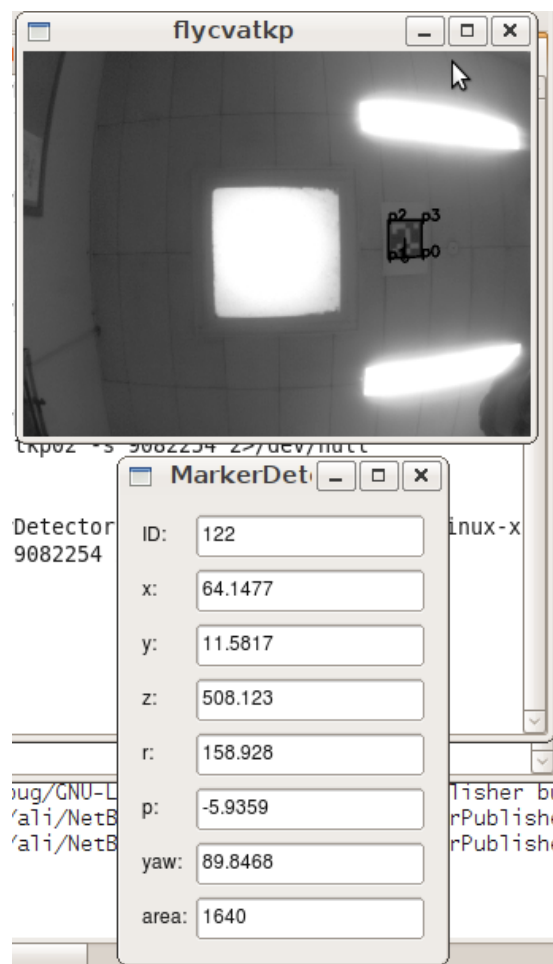 flycvatkp
p2 p3
p0
tkp02 -s 9082254 2>/dev/null
MarkerDet
Detector
inux-x
9082254
ID: 122
x: 64.1477
y: 11.5817
z: 508.123
r: 158.928
p: -5.9359
yaw: 89.8468
area: 1640
bug/GNU-L
lisher bu
/ali/NetB
rPublishe
/ali/NetB
rPublishe